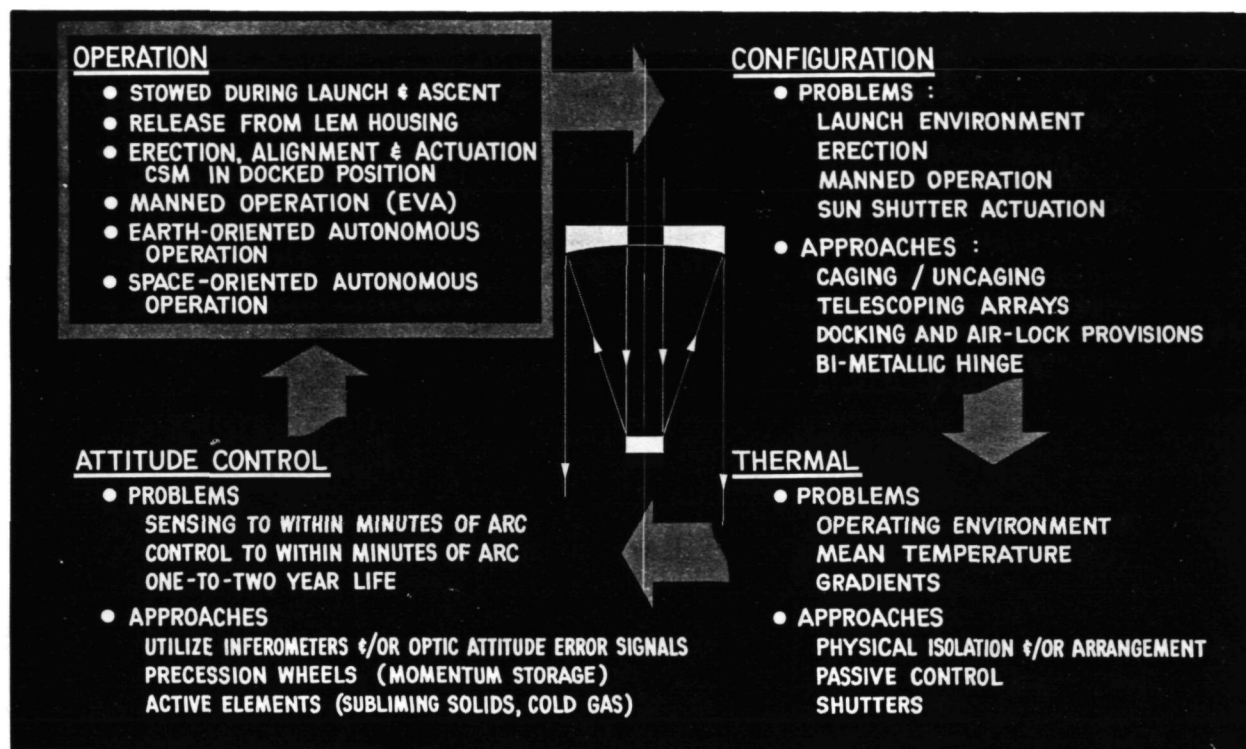 OPERATION
● STOWED DURING LAUNCH & ASCENT
● RELEASE FROM LEM HOUSING
● ERECTION, ALIGNMENT & ACTUATION
CSM IN DOCKED POSITION
● MANNED OPERATION (EVA)
● EARTH-ORIENTED AUTONOMOUS
OPERATION
● SPACE-ORIENTED AUTONOMOUS
OPERATION
CONFIGURATION
● PROBLEMS :
LAUNCH ENVIRONMENT
ERECTION
MANNED OPERATION
SUN SHUTTER ACTUATION
● APPROACHES :
CAGING / UNCAGING
TELESCOPING ARRAYS
DOCKING AND AIR-LOCK PROVISIONS
BI-METALLIC HINGE
THERMAL
● PROBLEMS
OPERATING ENVIRONMENT
MEAN TEMPERATURE
GRADIENTS
● APPROACHES
PHYSICAL ISOLATION &/OR ARRANGEMENT
PASSIVE CONTROL
SHUTTERS
ATTITUDE CONTROL
● PROBLEMS
SENSING TO WITHIN MINUTES OF ARC
CONTROL TO WITHIN MINUTES OF ARC
ONE-TO-TWO YEAR LIFE
● APPROACHES
UTILIZE INFEROMETERS &/OR OPTIC ATTITUDE ERROR SIGNALS
PRECESSION WHEELS (MOMENTUM STORAGE)
ACTIVE ELEMENTS (SUBLIMING SOLIDS, COLD GAS)